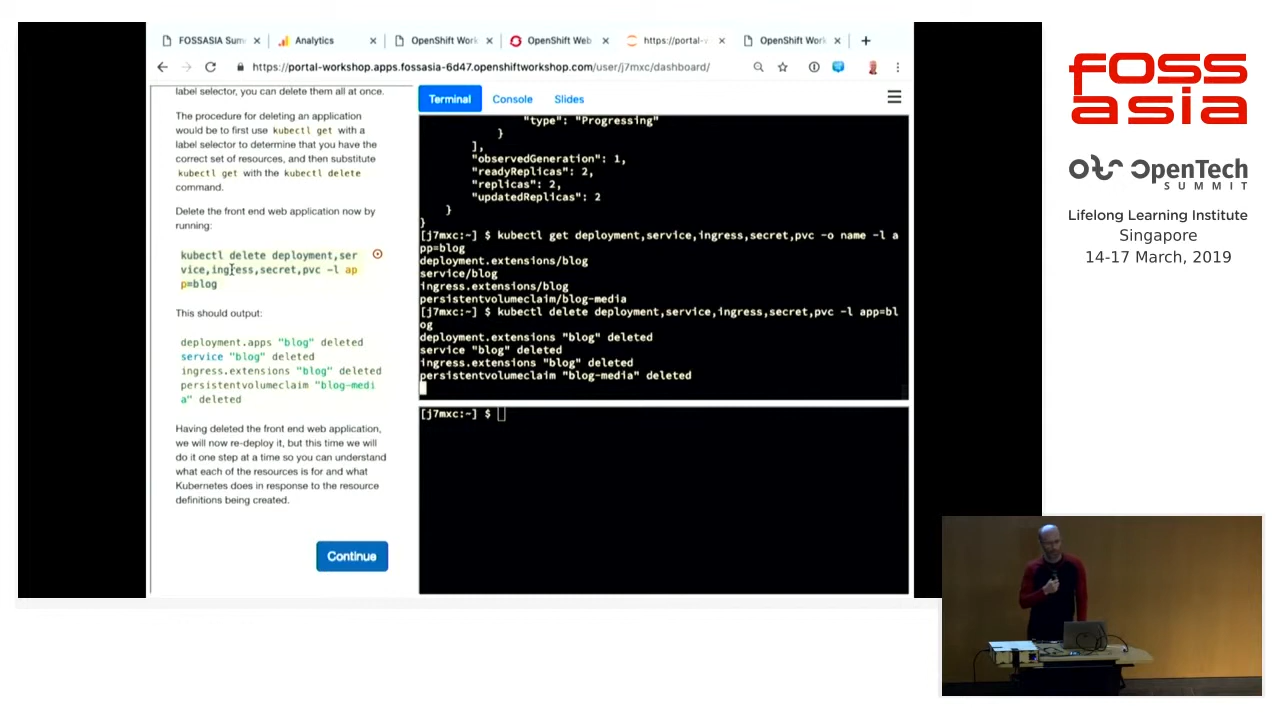 FOSSASIA Sum
Analytics
OpenShift Work
OpenShift Web
https://portal-
OpenShift Work
https://portal-workshop.apps.fossasia-6d47.openshiftworkshop.com/user/j7mxc/dashboard/
label selector, you can delete them all at once.
The procedure for deleting an application
would be to first use kubectl get with a
label selector to determine that you have the
correct set of resources, and then substitute
kubectl get with the kubectl delete
command.
Delete the front end web application now by
running:
kubectl delete deployment,ser
vice,ingress,secret,pvc -l ap
p=blog
This should output:
deployment.apps "blog" deleted
service "blog" deleted
ingress.extensions "blog" deleted
persistentvolumeclaim "blog-medi
a" deleted
Having deleted the front end web application,
we will now re-deploy it, but this time we will
do it one step at a time so you can understand
what each of the resources is for and what
Kubernetes does in response to the resource
definitions being created.
Continue
Terminal
Console
Slides
"type": "Progressing"
}
],
"observedGeneration": 1,
"readyReplicas": 2,
"replicas": 2,
"updatedReplicas": 2
}
}
[j7mxc:~] $ kubectl get deployment,service,ingress,secret,pvc -o name -l a
pp=blog
deployment.extensions/blog
service/blog
ingress.extensions/blog
persistentvolumeclaim/blog-media
[j7mxc:~] $ kubectl delete deployment,service,ingress,secret,pvc -l app=bl
og
deployment.extensions "blog" deleted
service "blog" deleted
ingress.extensions "blog" deleted
persistentvolumeclaim "blog-media" deleted
[j7mxc:~] $
FOSS
ASIA
OpenTech
SUMMIT
Lifelong Learning Institute
Singapore
14-17 March, 2019